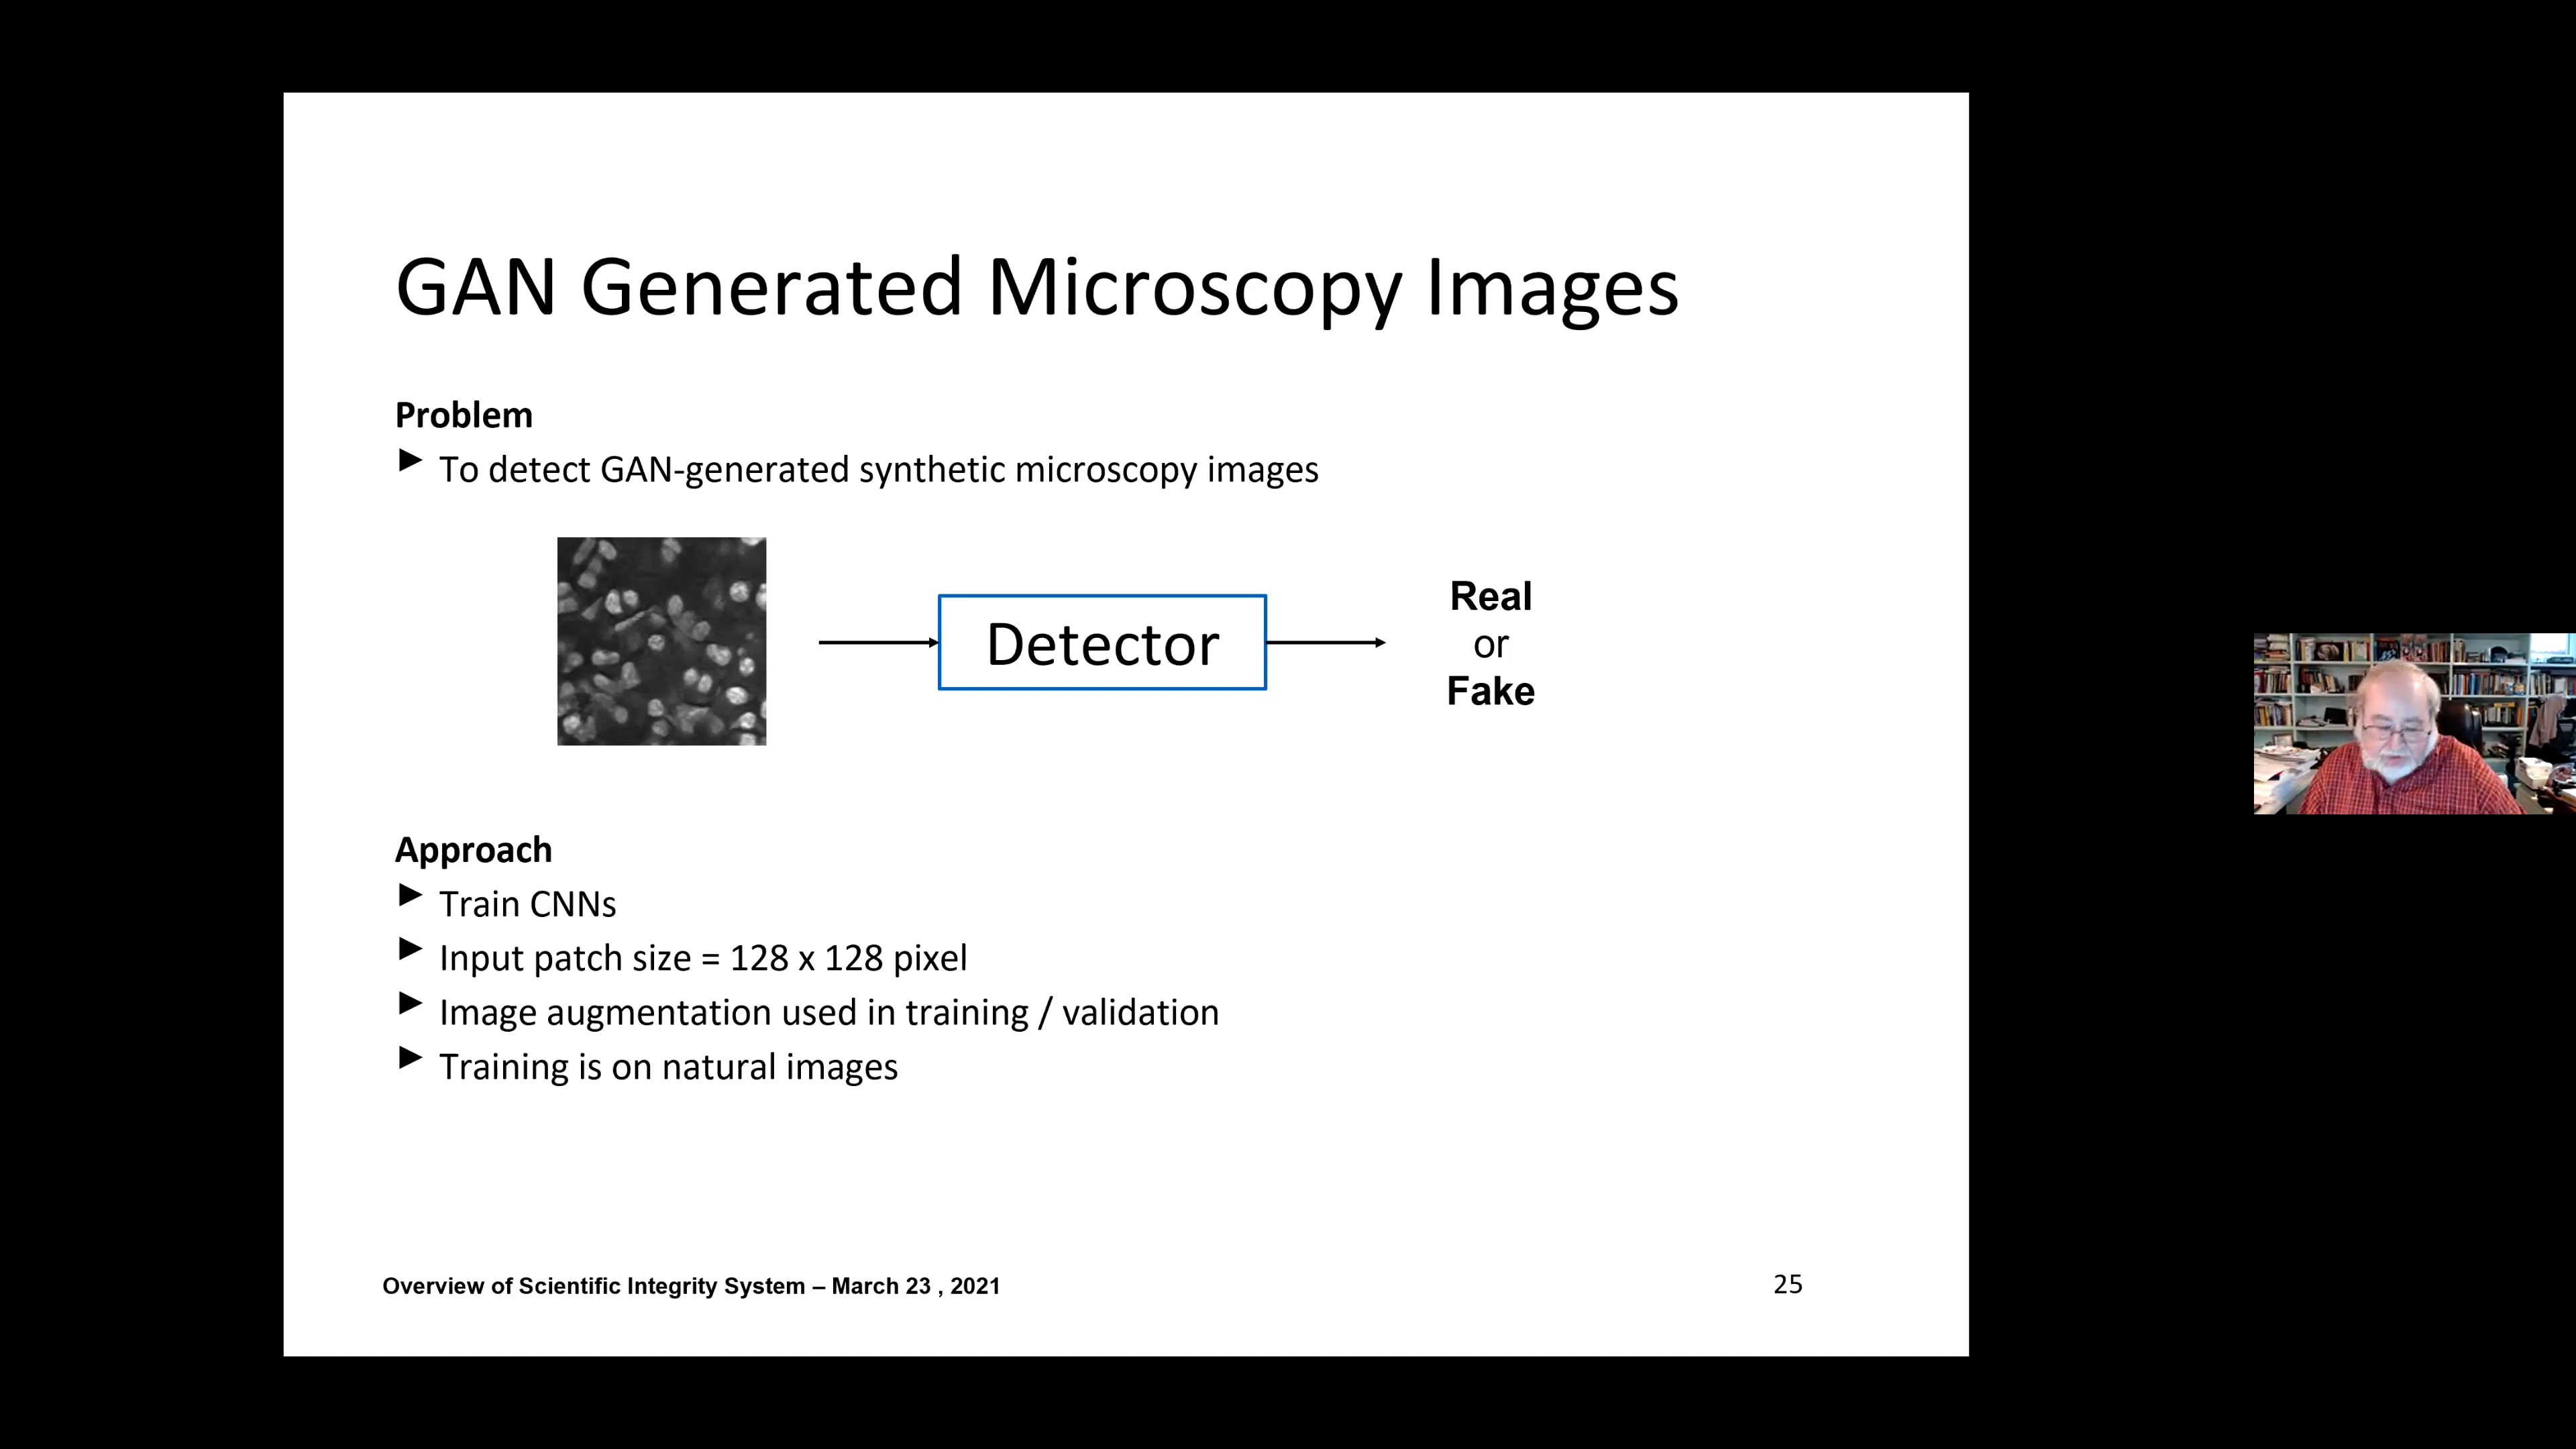 GAN Generated Microscopy Images
Problem
► To detect GAN-generated synthetic microscopy images
Detector
Real
or
Fake
Approach
► Train CNNs
► Input patch size = 128 x 128 pixel
► Image augmentation used in training / validation
► Training is on natural images
Overview of Scientific Integrity System – March 23 , 2021
25